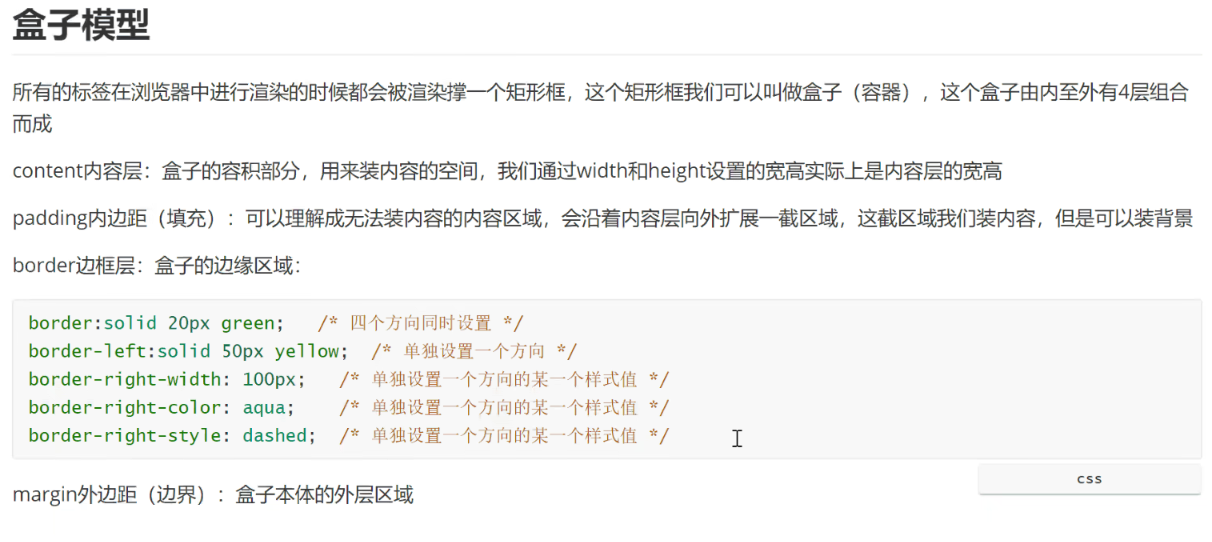 盒子模型
所有的标签在浏览器中进行渲染的时候都会被渲染撑一个矩形框，这个矩形框我们可以叫做盒子（容器），这个盒子由内至外有4层组合
而成
content内容层：盒子的容积部分，用来装内容的空间，我们通过width和height设置的宽高实际上是内容层的宽高
padding内边距（填充）：可以理解成无法装内容的内容区域，会沿着内容层向外扩展一截区域，这截区域我们装内容，但是可以装背景
border边框层：盒子的边缘区域：
border:solid 20px green;   /* 四个方向同时设置 */
border-left:solid 50px yellow;  /* 单独设置一个方向 */
border-right-width: 100px;   /* 单独设置一个方向的某一个样式值 */
border-right-color: aqua;    /* 单独设置一个方向的某一个样式值 */
border-right-style: dashed;  /* 单独设置一个方向的某一个样式值 */
css
margin外边距（边界）：盒子本体的外层区域